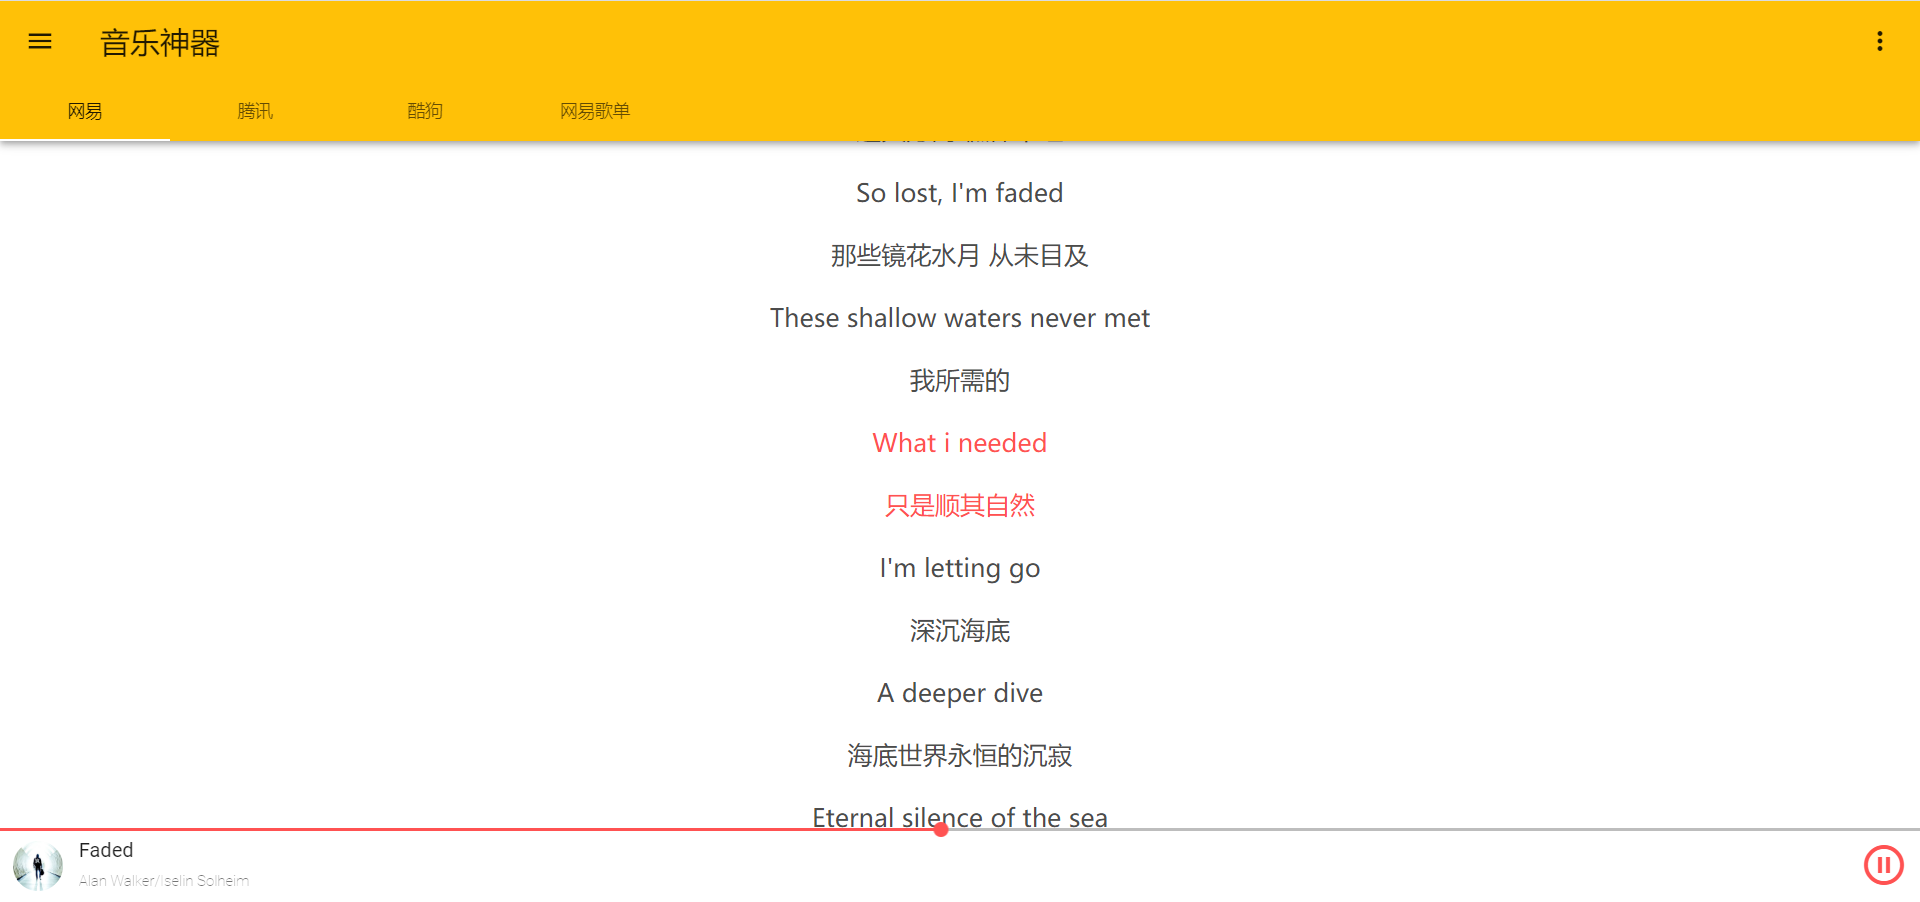 音乐神器
网易
腾讯
酷狗
网易歌单
So lost, I'm faded
那些镜花水月 从未目及
These shallow waters never met
我所需的
What i needed
只是顺其自然
I'm letting go
深沉海底
A deeper dive
海底世界永恒的沉寂
Eternal silence of the sea
Faded
Alan Walker/Iselin Solheim